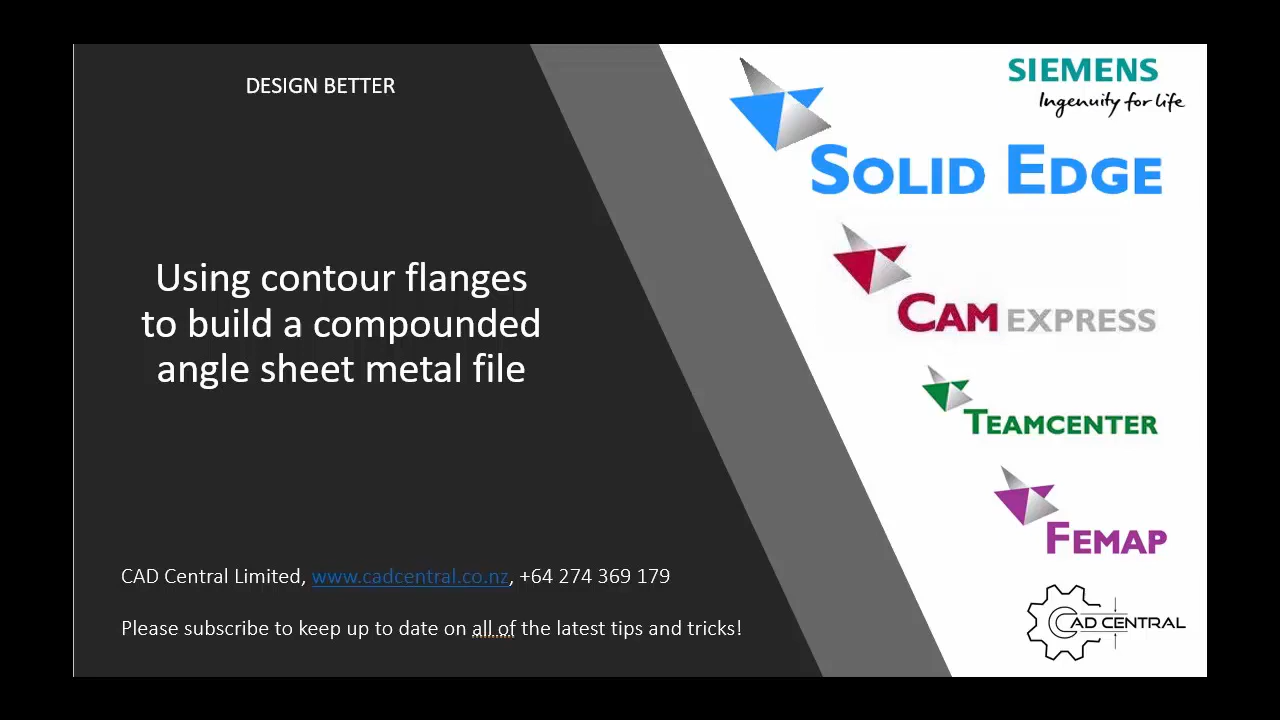 DESIGN BETTER
Using contour flanges
to build a compounded
angle sheet metal file
CAD Central Limited, www.cadcentral.co.nz, +64 274 369 179
Please subscribe to keep up to date on all of the latest tips and tricks!
SIEMENS
Ingenuity for life
SOLID EDGE
CAM EXPRESS
TEAMCENTER
FEMAP
CAD CENTRAL